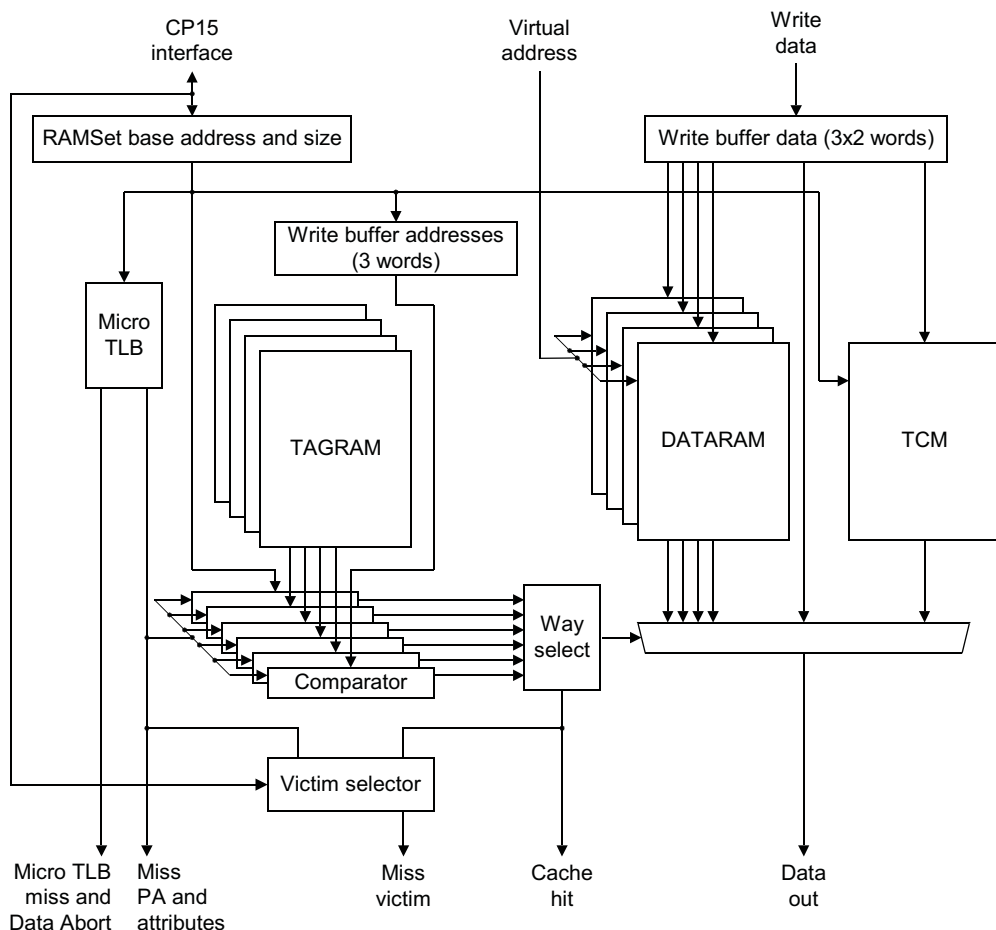 CP15
interface
Virtual
address
Write
data
RAMSet base address and size
Write buffer data (3x2 words)
Write buffer addresses
(3 words)
Micro
TLB
TAGRAM
DATARAM
TCM
Way
select
Comparator
Victim selector
Micro TLB
miss and
Data Abort
Miss
PA and
attributes
Miss
victim
Cache
hit
Data
out